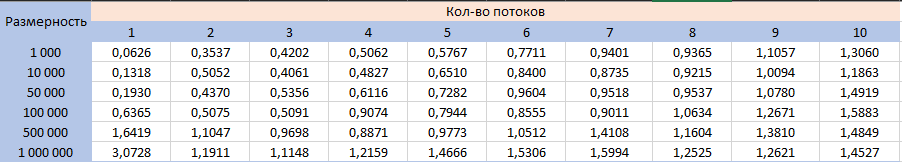 Размерность Кол-во потоков
1 2 3 4 5 6 7 8 9 10
1 000 0,0626 0,3537 0,4202 0,5062 0,5767 0,7711 0,9401 0,9365 1,1057 1,3060
10 000 0,1318 0,5052 0,4061 0,4827 0,6510 0,8400 0,8735 0,9215 1,0094 1,1863
50 000 0,1930 0,4370 0,5356 0,6116 0,7282 0,9604 0,9518 0,9537 1,0780 1,4919
100 000 0,6365 0,5075 0,5091 0,9074 0,7944 0,8555 0,9011 1,0634 1,2671 1,5883
500 000 1,6419 1,1047 0,9698 0,8871 0,9773 1,0512 1,4108 1,1604 1,3810 1,4849
1 000 000 3,0728 1,1911 1,1148 1,2159 1,4666 1,5306 1,5994 1,2525 1,2621 1,4527